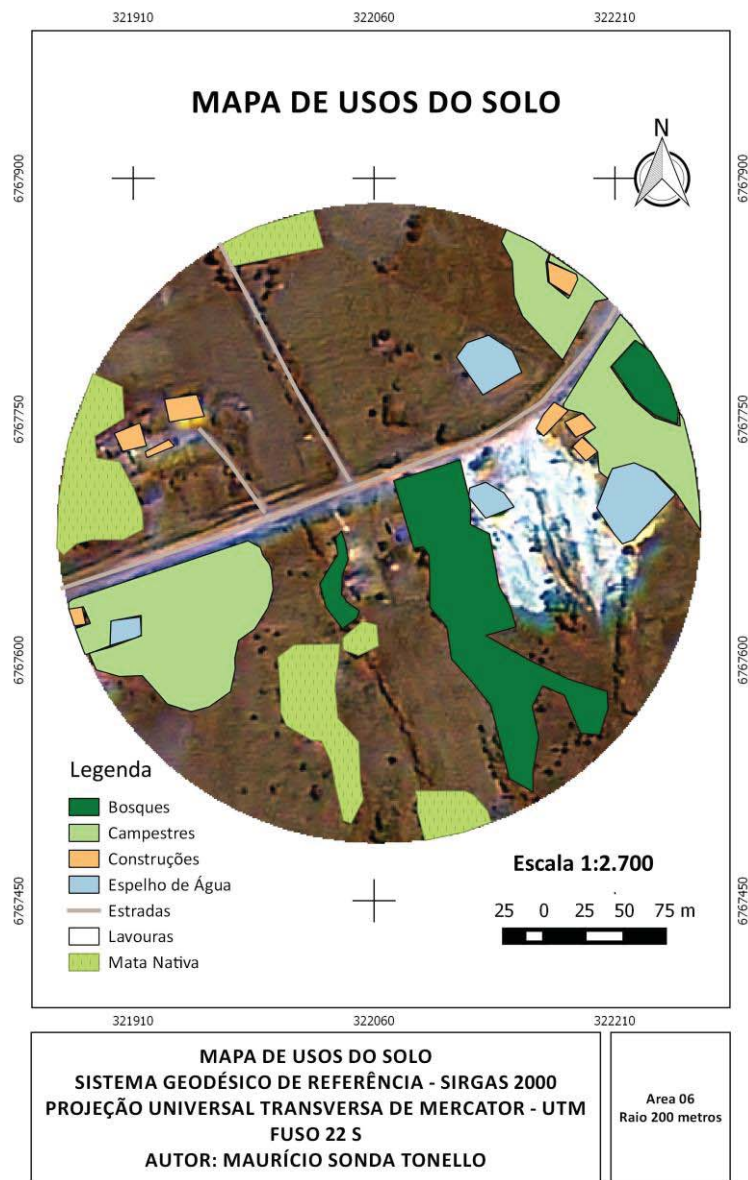 321910 322060 322210
MAPA DE USOS DO SOLO
N
6767900 6767900
6767750 6767750
6767600 6767600
Legenda
Bosques
Campestres
Construções
Espelho de Água
Estradas
Lavouras
Mata Nativa
Escala 1:2.700
25 0 25 50 75 m
6767450 6767450
321910 322060 322210
MAPA DE USOS DO SOLO
SISTEMA GEODÉSICO DE REFERÊNCIA - SIRGAS 2000
PROJEÇÃO UNIVERSAL TRANSVERSA DE MERCATOR - UTM
FUSO 22 S
AUTOR: MAURÍCIO SONDA TONELLO
Area 06
Raio 200 metros